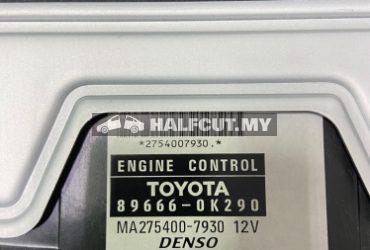 HALFCUT.MY
*2754007930.*
ENGINE CONTROL
TOYOTA
89666-0K290
MA275400-7930 12V
DENSO